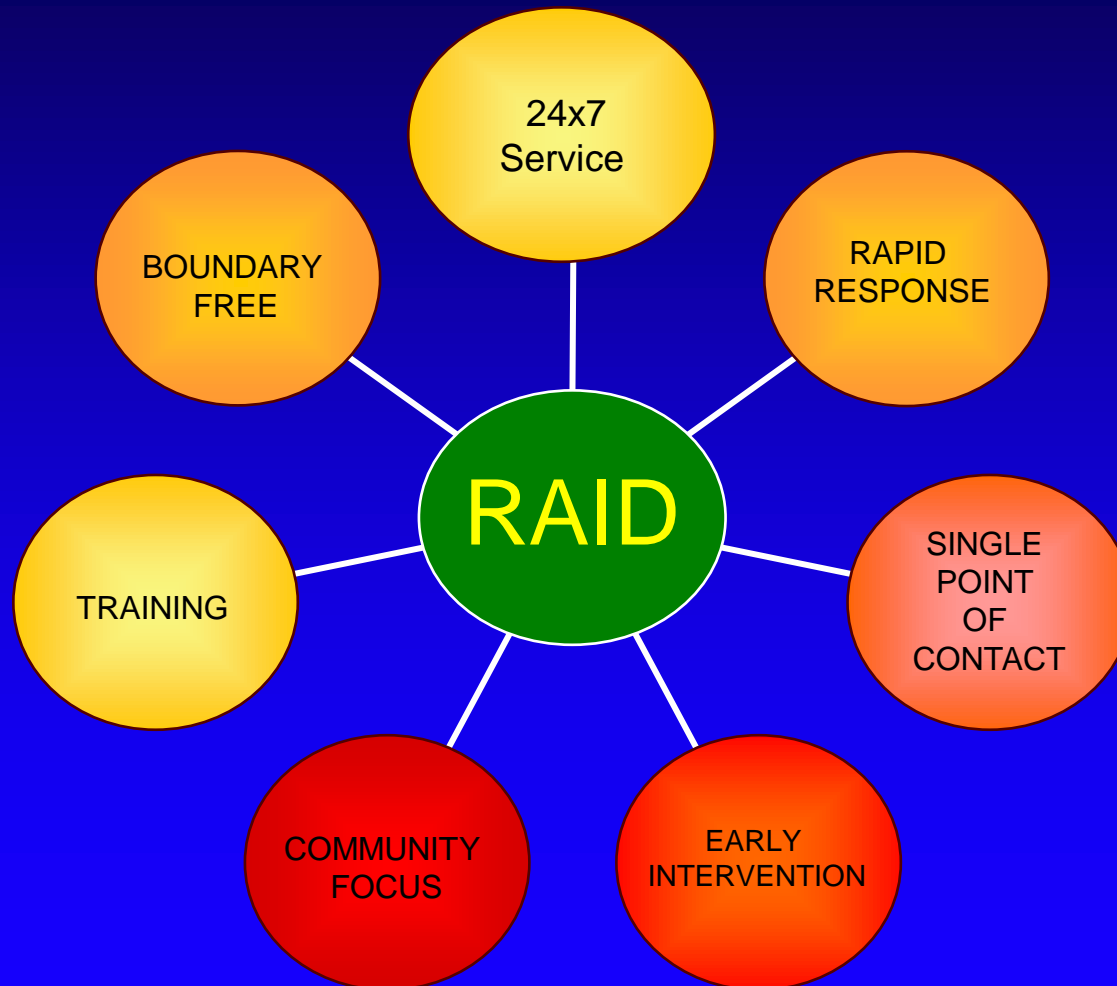 24x7
Service
BOUNDARY
FREE
RAPID
RESPONSE
RAID
SINGLE
POINT
OF
CONTACT
TRAINING
COMMUNITY
FOCUS
EARLY
INTERVENTION